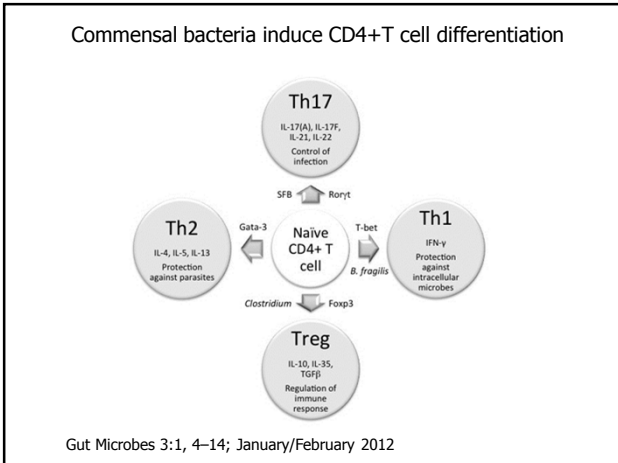 Commensal bacteria induce CD4+T cell differentiation
Th17
IL-17(A), IL-17F,
IL-21, IL-22
Control of
infection
SFB
Rorγt
Th2
IL-4, IL-5, IL-13
Protection
against parasites
Gata-3
Naïve
CD4+ T
cell
T-bet
B. fragilis
Th1
IFN-γ
Protection
against
intracellular
microbes
Clostridium
Foxp3
Treg
IL-10, IL-35,
TGFβ
Regulation of
immune
response
Gut Microbes 3:1, 4–14; January/February 2012